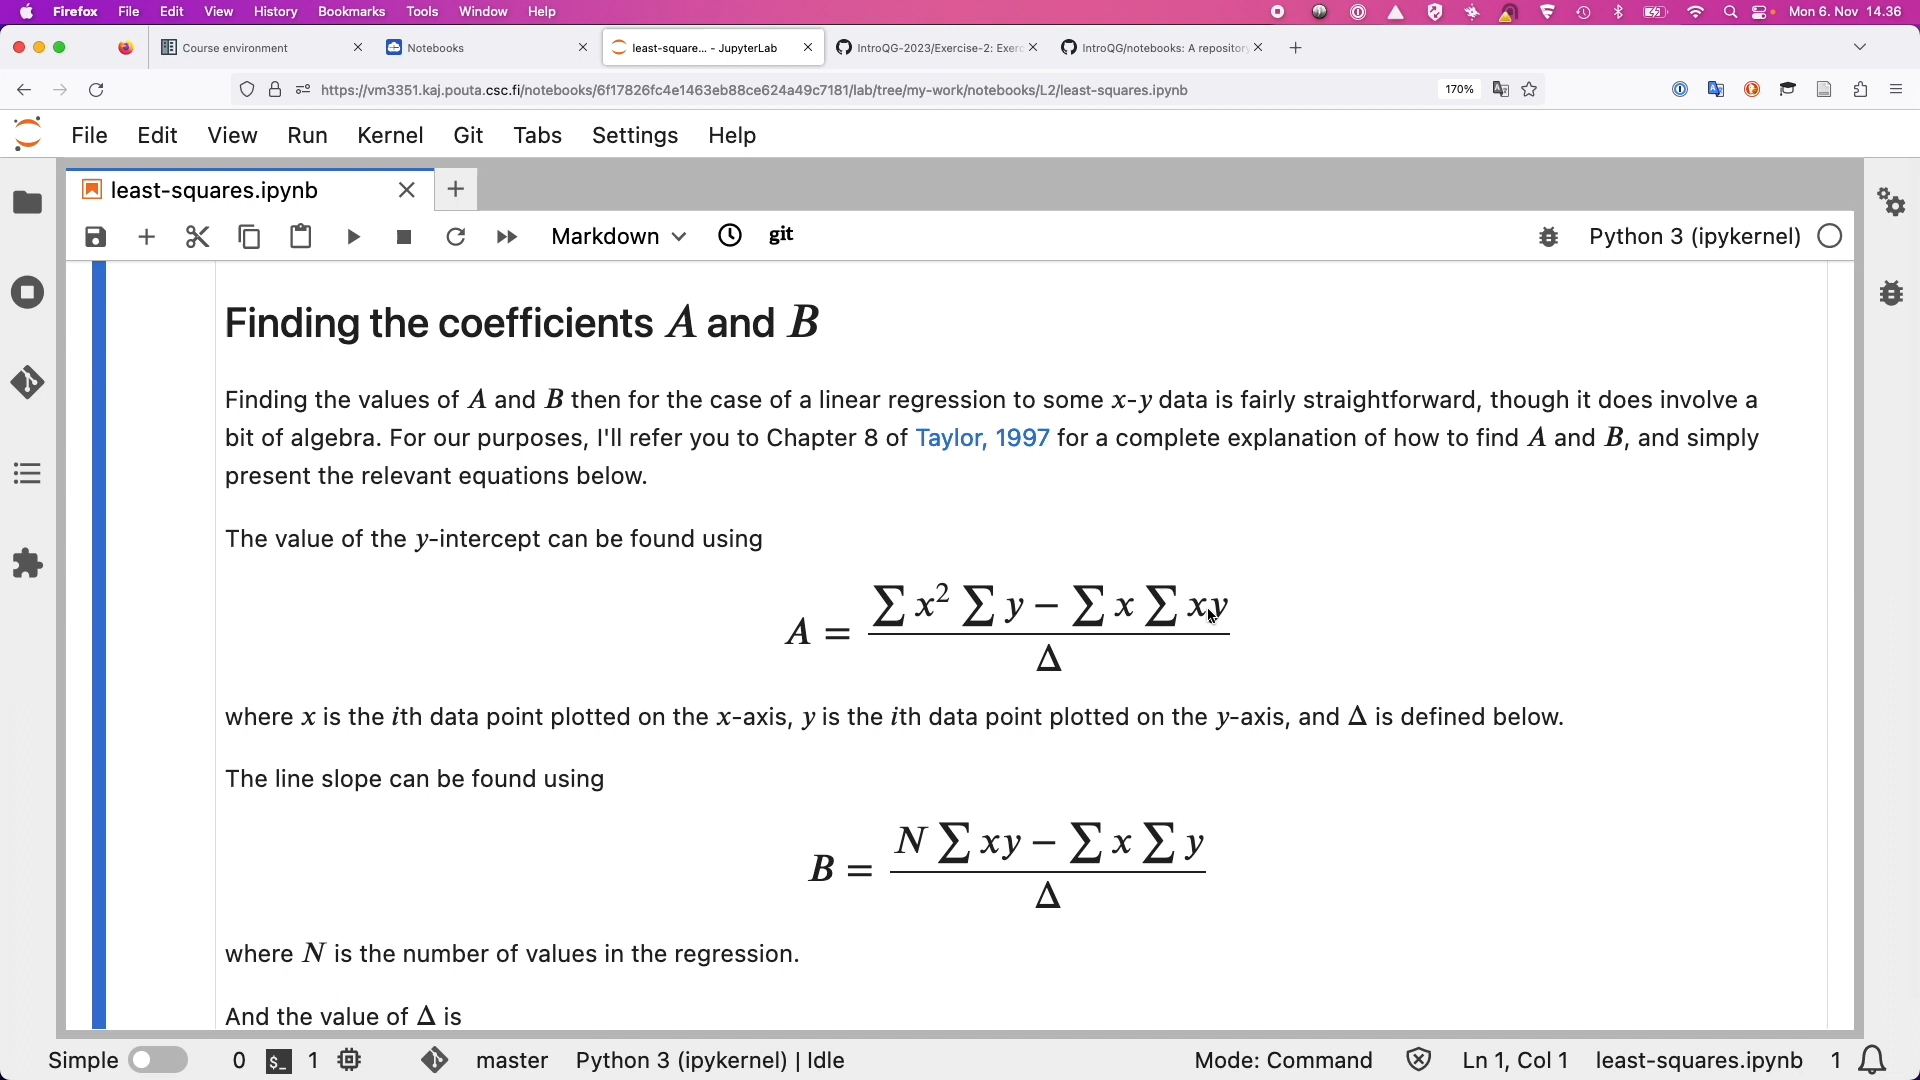 Firefox File Edit View History Bookmarks Tools Window Help Mon 6. Nov 14.36
Course environment Notebooks least-square... - JupyterLab IntroQG-2023/Exercise-2: Exerc IntroQG/notebooks: A repository
https://vm3351.kaj.pouta.csc.fi/notebooks/6f17826fc4e1463eb88ce624a49c7181/lab/tree/my-work/notebooks/L2/least-squares.ipynb 170%
File Edit View Run Kernel Git Tabs Settings Help
least-squares.ipynb
Markdown git Python 3 (ipykernel)
Finding the coefficients A and B
Finding the values of A and B then for the case of a linear regression to some x-y data is fairly straightforward, though it does involve a
bit of algebra. For our purposes, I'll refer you to Chapter 8 of Taylor, 1997 for a complete explanation of how to find A and B, and simply
present the relevant equations below.
The value of the y-intercept can be found using
A = (∑ x² ∑ y − ∑ x ∑ xy) / Δ
where x is the ith data point plotted on the x-axis, y is the ith data point plotted on the y-axis, and Δ is defined below.
The line slope can be found using
B = (N ∑ xy − ∑ x ∑ y) / Δ
where N is the number of values in the regression.
And the value of Δ is
Simple 0 $_ 1 master Python 3 (ipykernel) | Idle Mode: Command Ln 1, Col 1 least-squares.ipynb 1